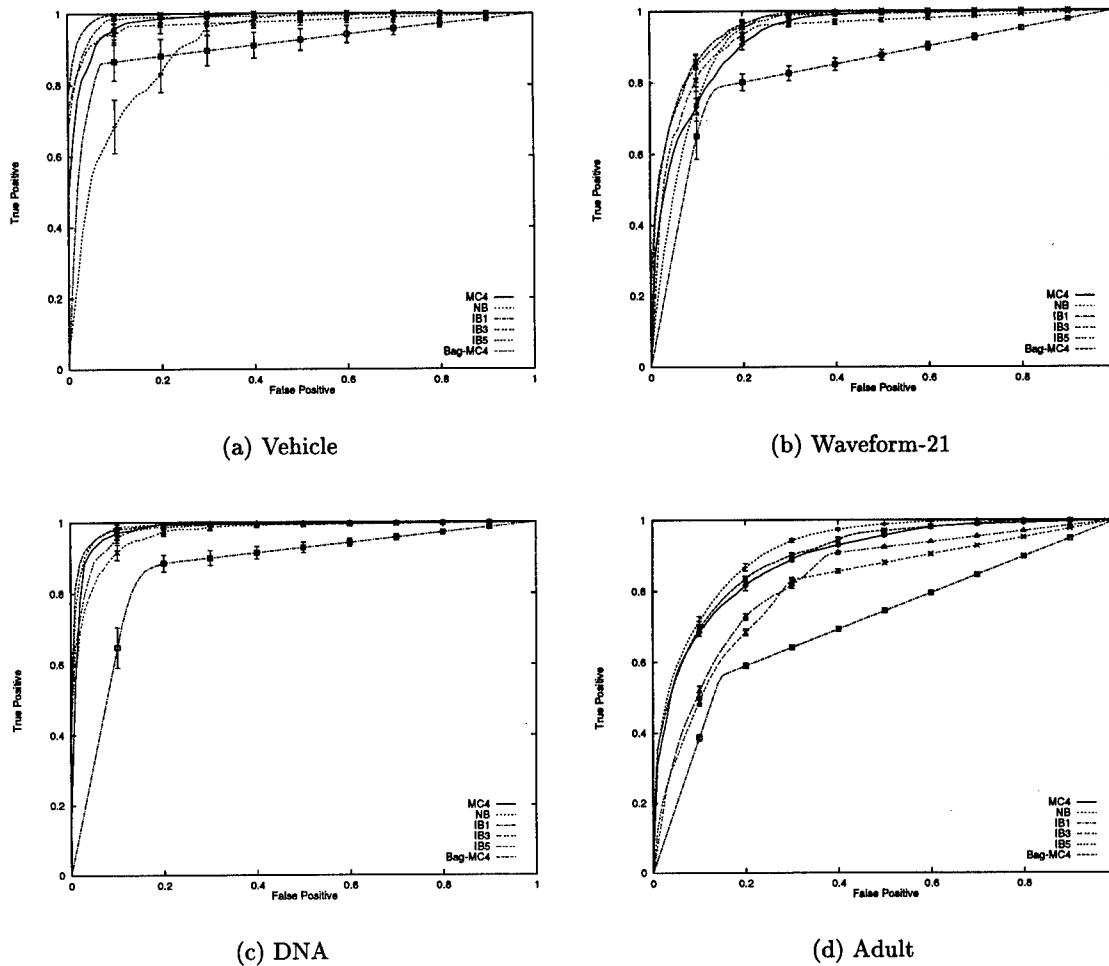 1
0.8
0.6
0.4
0.2
0
True Positive
MC4
NB
IB1
IB3
IB5
Bag-MC4
0 0.2 0.4 0.6 0.8 1
False Positive
(a) Vehicle
1
0.8
0.6
0.4
0.2
0
True Positive
MC4
NB
IB1
IB3
IB5
Bag-MC4
0 0.2 0.4 0.6 0.8
False Positive
(b) Waveform-21
1
0.8
0.6
0.4
0.2
0
True Positive
MC4
NB
IB1
IB3
IB5
Bag-MC4
0 0.2 0.4 0.6 0.8 1
False Positive
(c) DNA
1
0.8
0.6
0.4
0.2
0
True Positive
MC4
NB
IB1
IB3
IB5
Bag-MC4
0 0.2 0.4 0.6 0.8
False Positive
(d) Adult